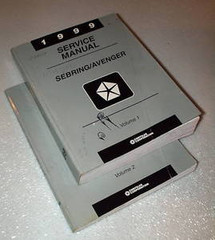 1999
SERVICE
MANUAL
SEBRING/AVENGER
Volume 1
Volume 2